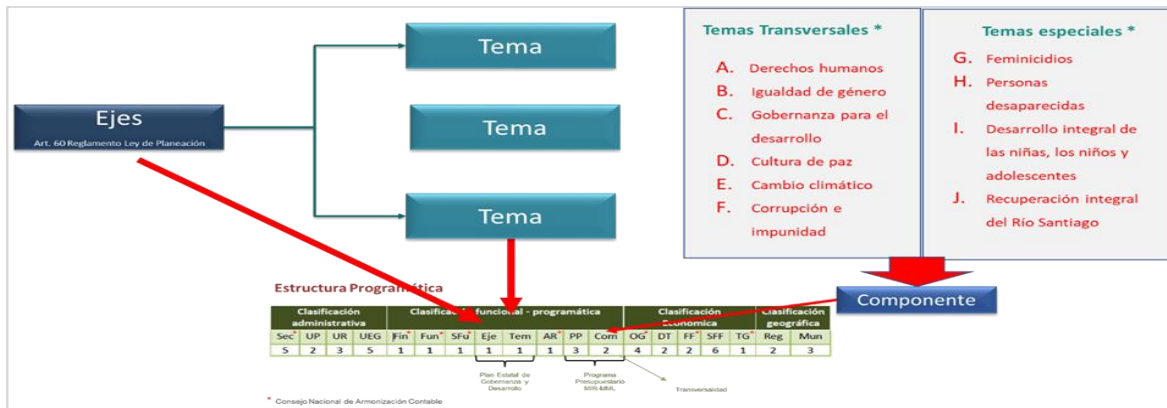 Tema
Ejes
Art. 60 Reglamento Ley de Planeación
Tema
Tema
Temas Transversales *
A. Derechos humanos
B. Igualdad de género
C. Gobernanza para el
desarrollo
D. Cultura de paz
E. Cambio climático
F. Corrupción e
impunidad
Temas especiales *
G. Feminicidios
H. Personas
desaparecidas
I. Desarrollo integral de
las niñas, los niños y
adolescentes
J. Recuperación integral
del Río Santiago
Componente
Estructura Programática
Clasificación administrativa Clasificación funcional - programática Clasificación Económica Clasificación geográfica
Sec* UP UR UEG Fin* Fun* SFu* Eje Tem AR* PP Com OG* DT FF* SFF TG* Reg Mun
5 2 3 5 1 1 1 1 1 1 3 2 4 2 2 6 1 2 3
Plan Estatal de
Gobernanza y
Desarrollo
Programa
Presupuestario
MIR-MML
Transversalidad
* Consejo Nacional de Armonización Contable